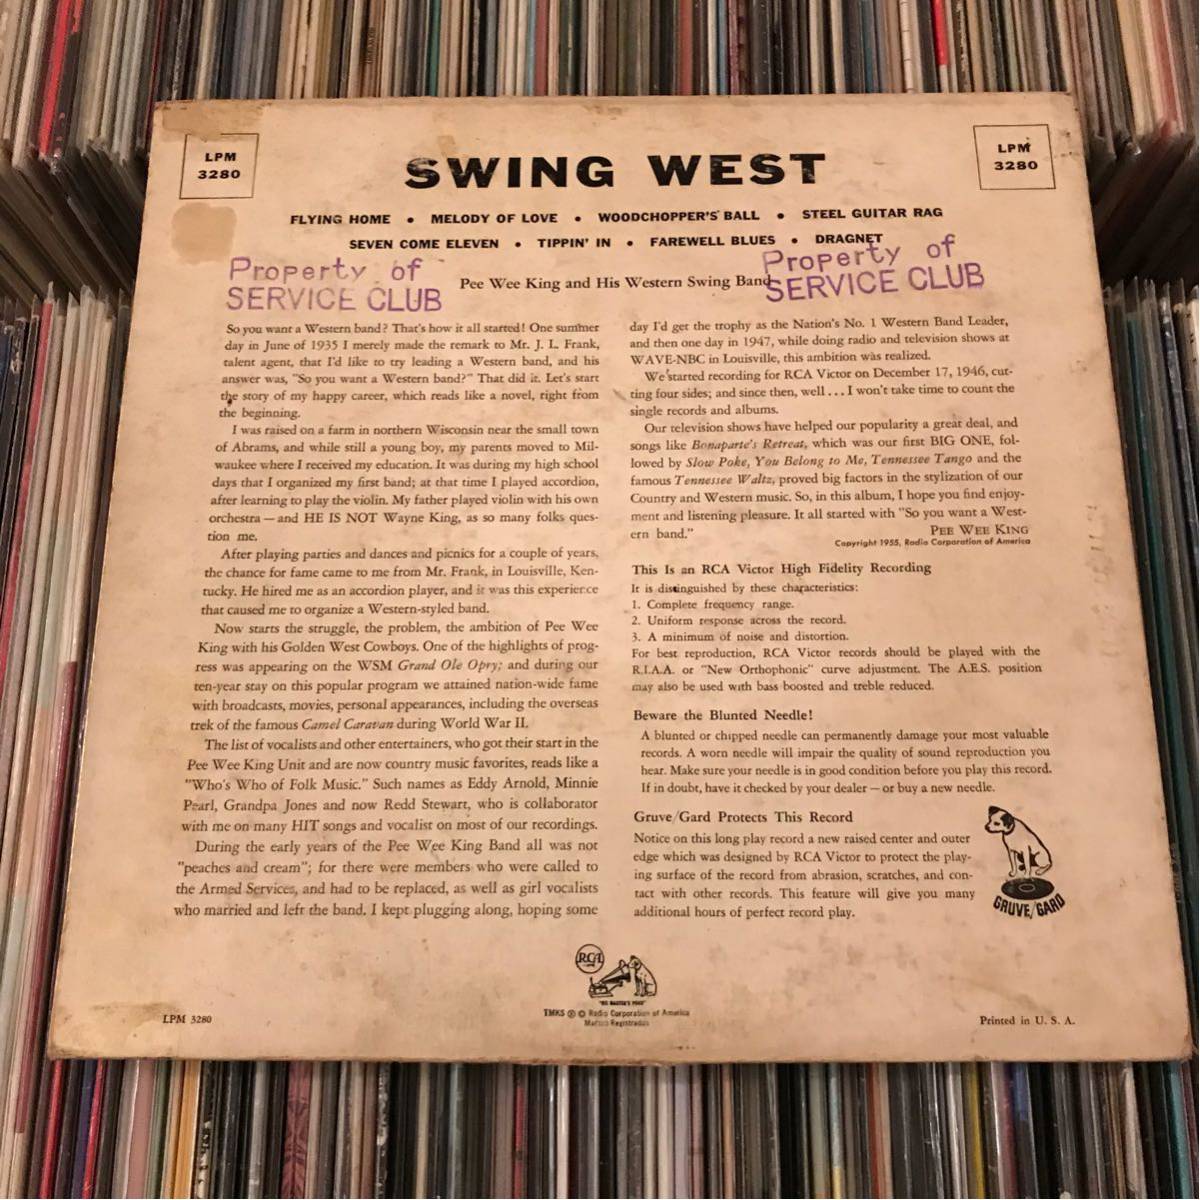 LPM
3280
LPM
3280
SWING WEST
FLYING HOME • MELODY OF LOVE • WOODCHOPPER'S BALL • STEEL GUITAR RAG
SEVEN COME ELEVEN • TIPPIN' IN • FAREWELL BLUES • DRAGNET
Property of
SERVICE CLUB
Pee Wee King and His Western Swing Band
Property of
SERVICE CLUB
So you want a Western band? That's how it all started! One summer
day in June of 1935 I merely made the remark to Mr. J. L. Frank,
talent agent, that I'd like to try leading a Western band, and his
answer was, "So you want a Western band?" That did it. Let's start
the story of my happy career, which reads like a novel, right from
the beginning.
I was raised on a farm in northern Wisconsin near the small town
of Abrams, and while still a young boy, my parents moved to Mil-
waukee where I received my education. It was during my high school
days that I organized my first band; at that time I played accordion,
after learning to play the violin. My father played violin with his own
orchestra — and HE IS NOT Wayne King, as so many folks ques-
tion me.
After playing parties and dances and picnics for a couple of years,
the chance for fame came to me from Mr. Frank, in Louisville, Ken-
tucky. He hired me as an accordion player, and it was this experience
that caused me to organize a Western-styled band.
Now starts the struggle, the problem, the ambition of Pee Wee
King with his Golden West Cowboys. One of the highlights of prog-
ress was appearing on the WSM Grand Ole Opry; and during our
ten-year stay on this popular program we attained nation-wide fame
with broadcasts, movies, personal appearances, including the overseas
trek of the famous Camel Caravan during World War II.
The list of vocalists and other entertainers, who got their start in the
Pee Wee King Unit and are now country music favorites, reads like a
"Who's Who of Folk Music." Such names as Eddy Arnold, Minnie
Pearl, Grandpa Jones and now Redd Stewart, who is collaborator
with me on many HIT songs and vocalist on most of our recordings.
During the early years of the Pee Wee King Band all was not
"peaches and cream"; for there were members who were called to
the Armed Services, and had to be replaced, as well as girl vocalists
who married and left the band. I kept plugging along, hoping some
day I'd get the trophy as the Nation's No. 1 Western Band Leader,
and then one day in 1947, while doing radio and television shows at
WAVE-NBC in Louisville, this ambition was realized.
We started recording for RCA Victor on December 17, 1946, cut-
ting four sides; and since then, well . . . I won't take time to count the
single records and albums.
Our television shows have helped our popularity a great deal, and
songs like Bonaparte's Retreat, which was our first BIG ONE, fol-
lowed by Slow Poke, You Belong to Me, Tennessee Tango and the
famous Tennessee Waltz, proved big factors in the stylization of our
Country and Western music. So, in this album, I hope you find enjoy-
ment and listening pleasure. It all started with "So you want a West-
ern band."
PEE WEE KING
Copyright 1955, Radio Corporation of America
This Is an RCA Victor High Fidelity Recording
It is distinguished by these characteristics:
1. Complete frequency range.
2. Uniform response across the record.
3. A minimum of noise and distortion.
For best reproduction, RCA Victor records should be played with the
R.I.A.A. or "New Orthophonic" curve adjustment. The A.E.S. position
may also be used with bass boosted and treble reduced.
Beware the Blunted Needle!
A blunted or chipped needle can permanently damage your most valuable
records. A worn needle will impair the quality of sound reproduction you
hear. Make sure your needle is in good condition before you play this record.
If in doubt, have it checked by your dealer — or buy a new needle.
Gruve/Gard Protects This Record
Notice on this long play record a new raised center and outer
edge which was designed by RCA Victor to protect the play-
ing surface of the record from abrasion, scratches, and con-
tact with other records. This feature will give you many
additional hours of perfect record play.
GRUVE/GARD
RCA
"HIS MASTER'S VOICE"
TMKS ® © Radio Corporation of America
Marcas Registradas
LPM 3280
Printed in U. S. A.